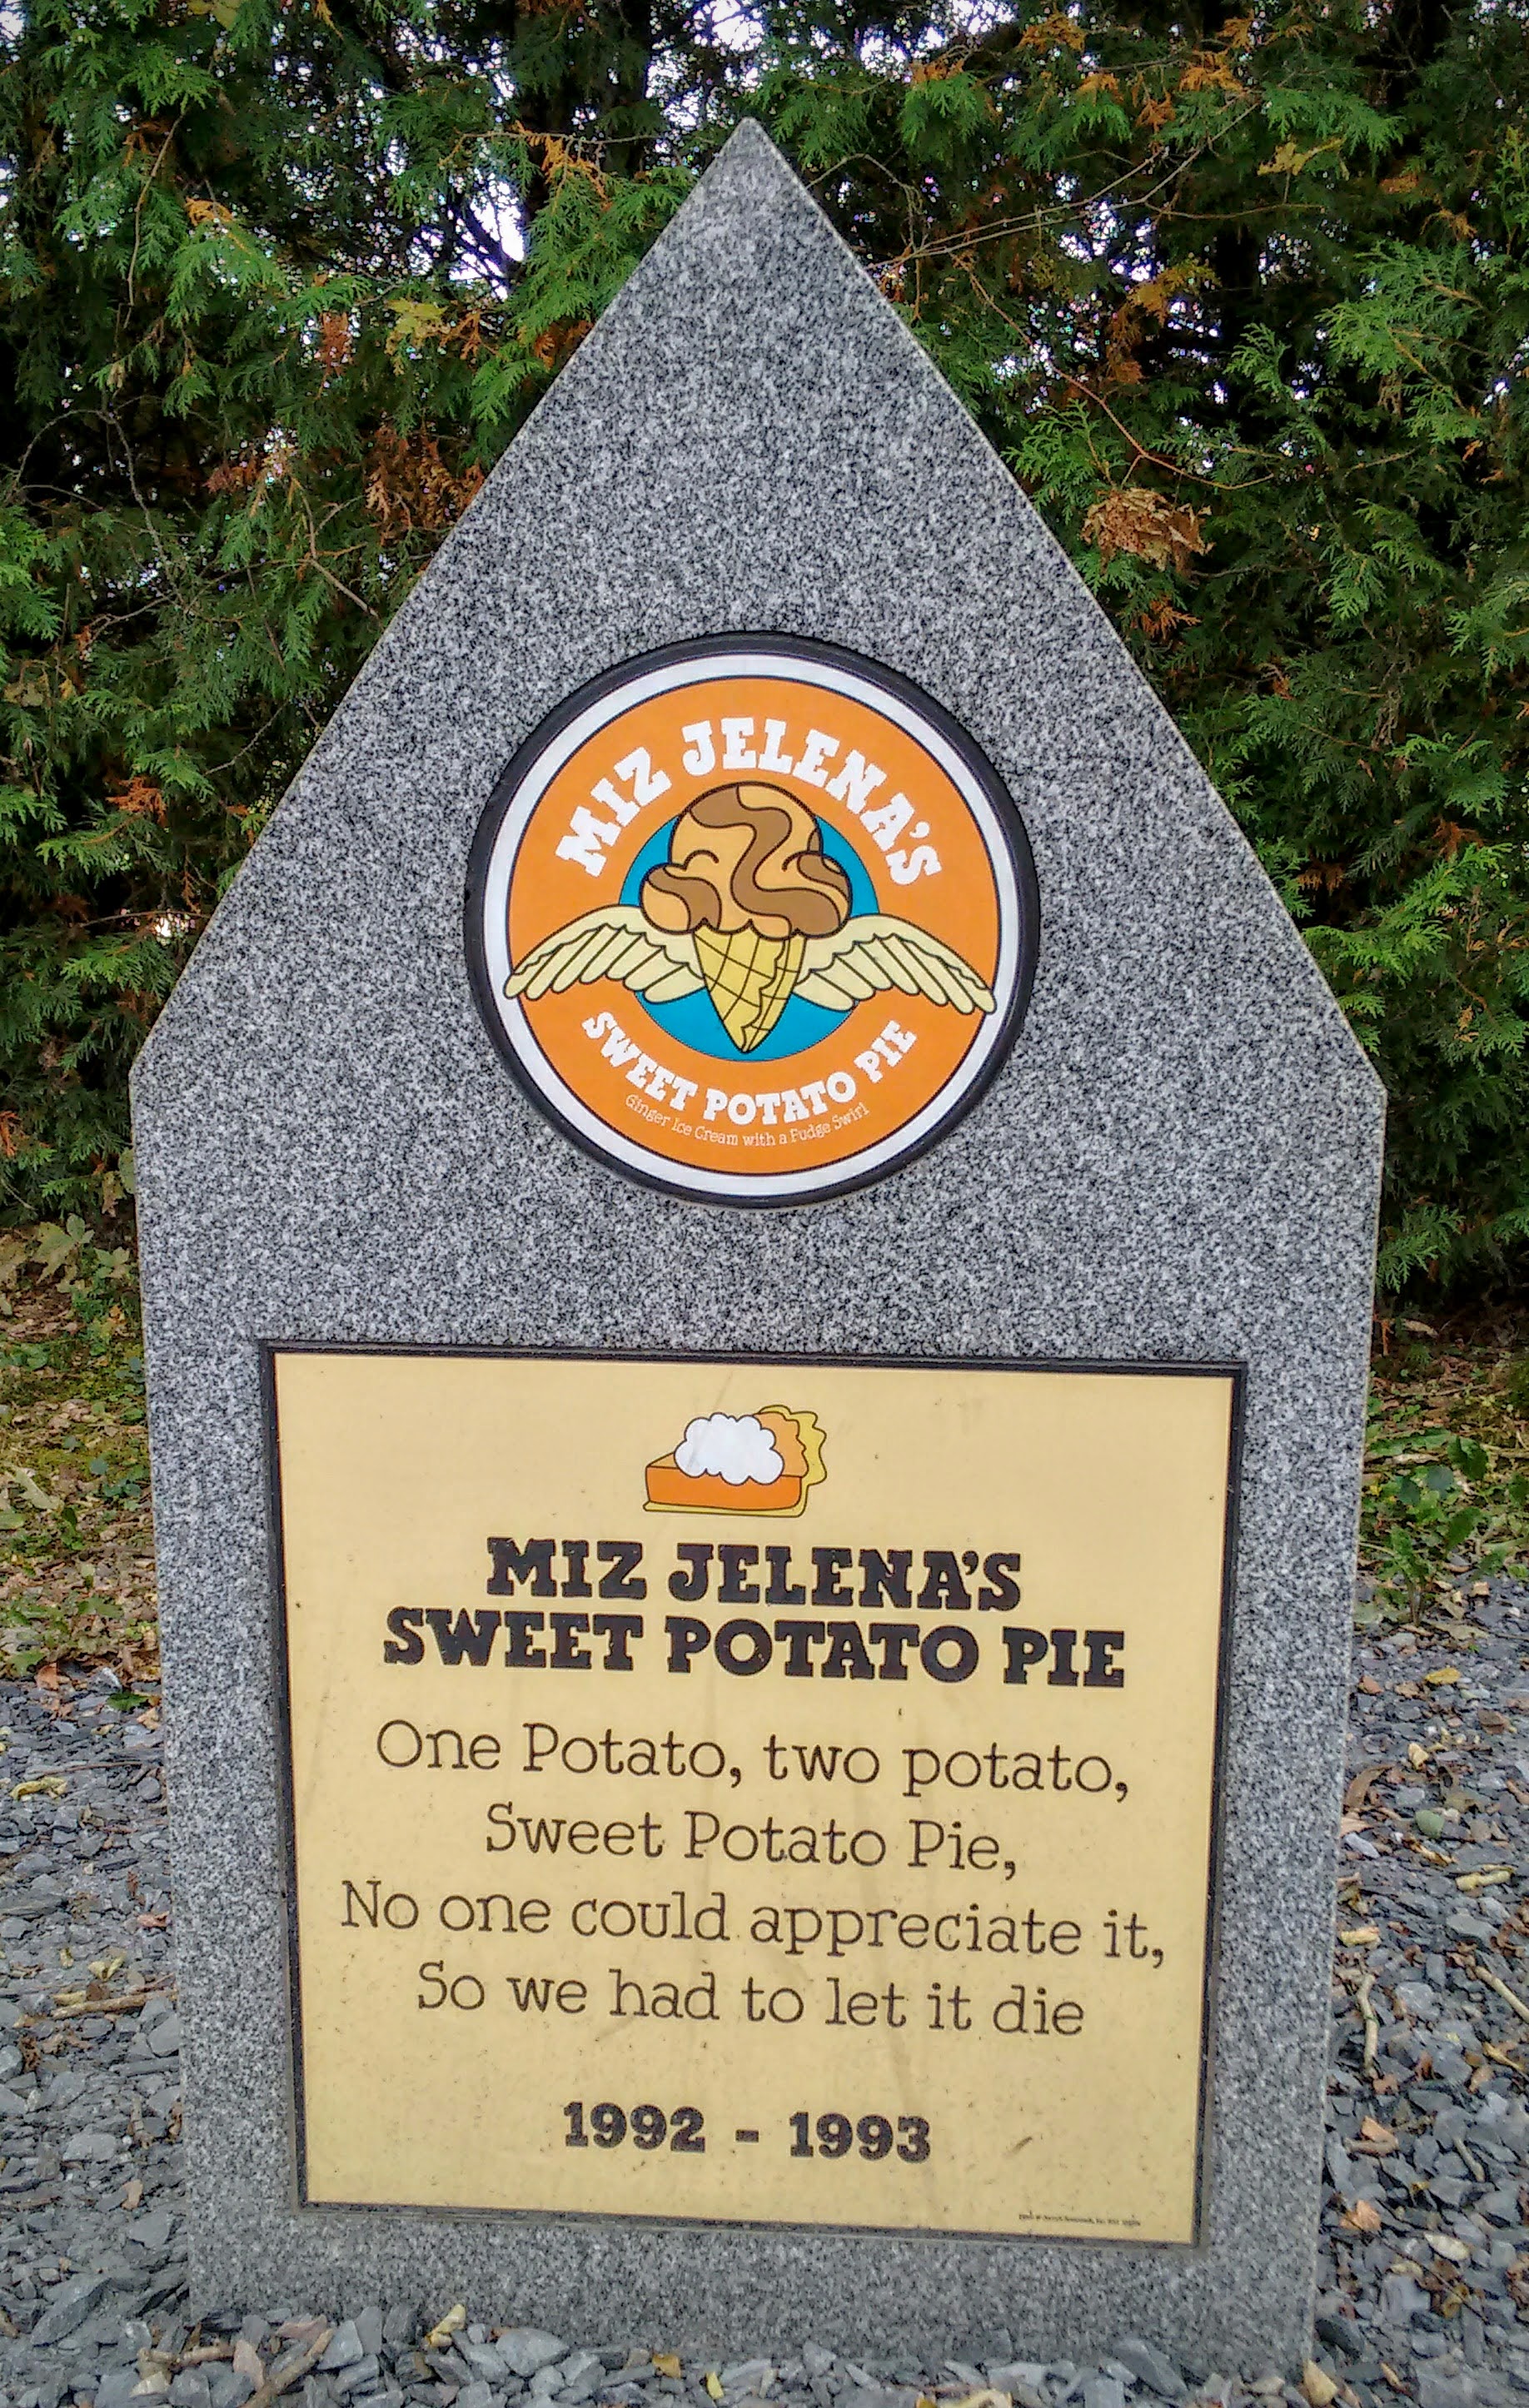 MIZ JELENA'S
SWEET POTATO PIE
Ginger Ice Cream with a Fudge Swirl
MIZ JELENA'S
SWEET POTATO PIE
One Potato, two potato,
Sweet Potato Pie,
No one could appreciate it,
So we had to let it die
1992 - 1993